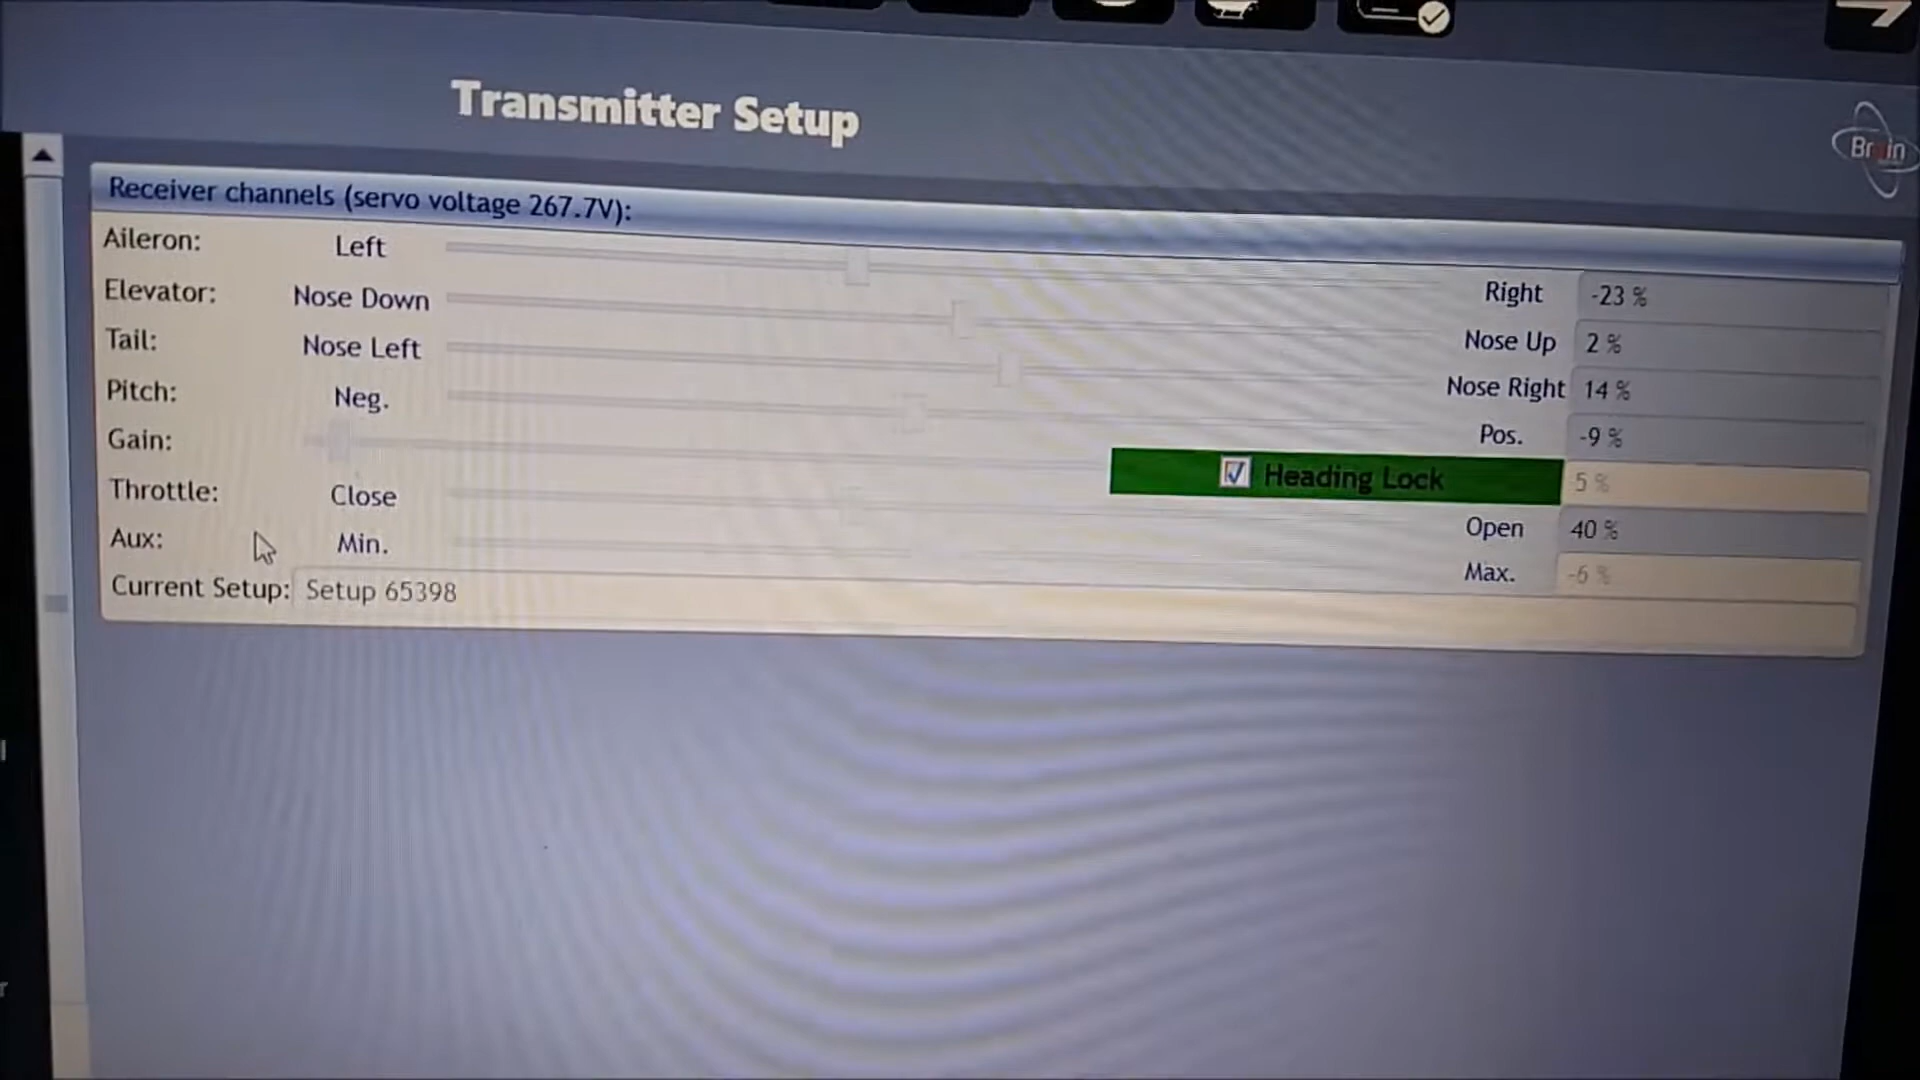 Transmitter Setup
Brain
Receiver channels (servo voltage 267.7V):
Aileron: Left Right -23 %
Elevator: Nose Down Nose Up 2 %
Tail: Nose Left Nose Right 14 %
Pitch: Neg. Pos. -9 %
Gain: Heading Lock 5 %
Throttle: Close Open 40 %
Aux: Min. Max. -6 %
Current Setup: Setup 65398